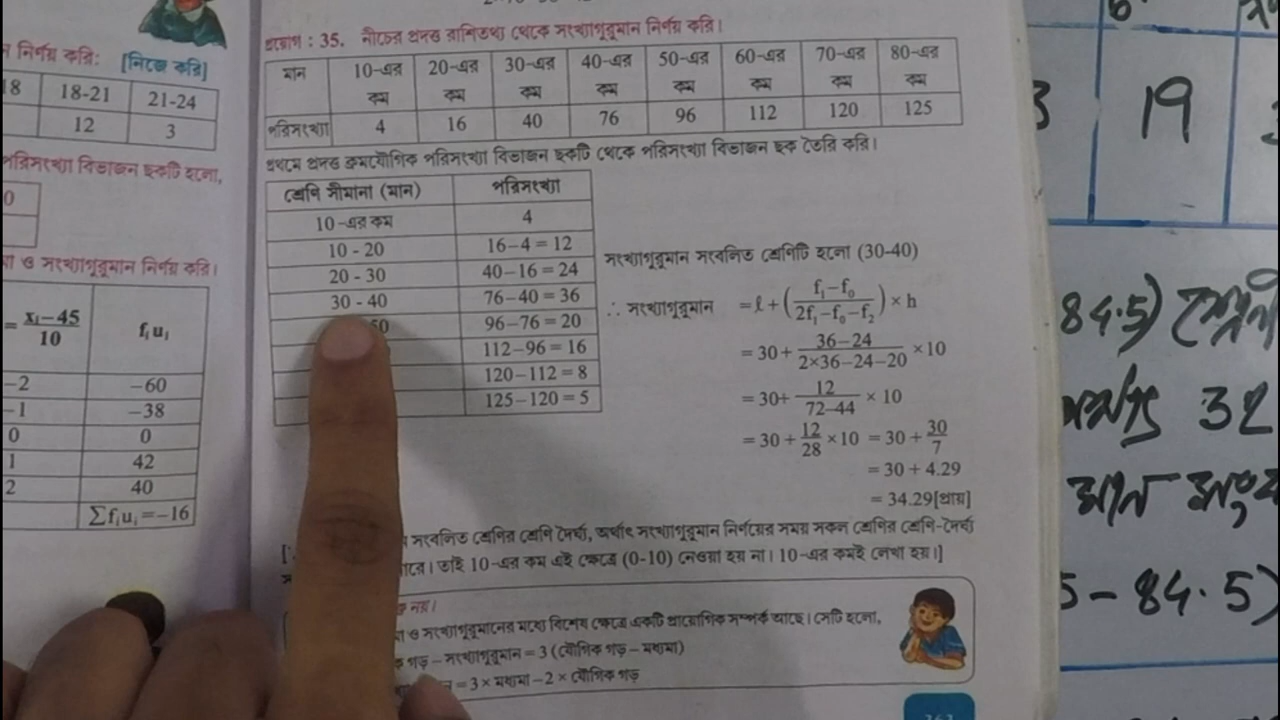 ন নির্ণয় করি: [নিজে করি]
18 18-21 21-24
12 3
পরিসংখ্যা বিভাজন ছকটি হলো,
0
ও সংখ্যাগুরুমান নির্ণয় করি।
= xᵢ–45 / 10 fᵢuᵢ
–2 –60
–1 –38
0 0
1 42
2 40
∑fᵢuᵢ=–16
প্রয়োগ : 35. নীচের প্রদত্ত রাশিতথ্য থেকে সংখ্যাগুরুমান নির্ণয় করি।
মান 10-এর কম 20-এর কম 30-এর কম 40-এর কম 50-এর কম 60-এর কম 70-এর কম 80-এর কম
পরিসংখ্যা 4 16 40 76 96 112 120 125
প্রথমে প্রদত্ত ক্রমযৌগিক পরিসংখ্যা বিভাজন ছকটি থেকে পরিসংখ্যা বিভাজন ছক তৈরি করি।
শ্রেণি সীমানা (মান) পরিসংখ্যা
10-এর কম 4
10 - 20 16–4 = 12
20 - 30 40–16 = 24
30 - 40 76–40 = 36
50 96–76 = 20
112–96 = 16
120–112 = 8
125–120 = 5
সংখ্যাগুরুমান সংবলিত শ্রেণিটি হলো (30-40)
∴ সংখ্যাগুরুমান = ℓ + (f₁–f₀ / 2f₁–f₀–f₂) × h
= 30 + 36–24 / 2×36–24–20 ×10
= 30+ 12 / 72–44 × 10
= 30 + 12/28 ×10 = 30 + 30/7
= 30 + 4.29
= 34.29[প্রায়]
সংবলিত শ্রেণির শ্রেণি দৈর্ঘ্য, অর্থাৎ সংখ্যাগুরুমান নির্ণয়ের সময় সকল শ্রেণির শ্রেণি-দৈর্ঘ্য
পারে। তাই 10-এর কম এই ক্ষেত্রে (0-10) নেওয়া হয় না। 10-এর কমই লেখা হয়।]
নয়।
ও সংখ্যাগুরুমানের মধ্যে বিশেষ ক্ষেত্রে একটি প্রায়োগিক সম্পর্ক আছে। সেটি হলো,
গড় – সংখ্যাগুরুমান = 3 (যৌগিক গড় – মধ্যমা)
= 3 × মধ্যমা – 2 × যৌগিক গড়
3 19
84.5) শ্রেণী
32
মান
5 – 84.5)